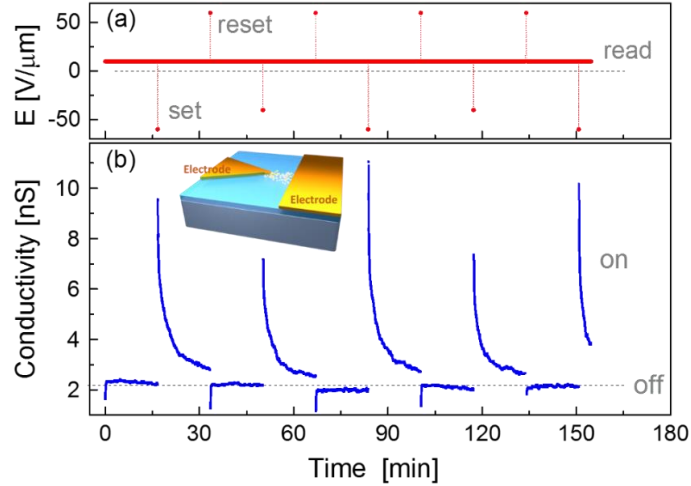 (a)
reset
read
set
E [V/μm]
50
0
-50
(b)
Electrode
Electrode
on
off
Conductivity [nS]
10
8
6
4
2
0 30 60 90 120 150 180
Time [min]